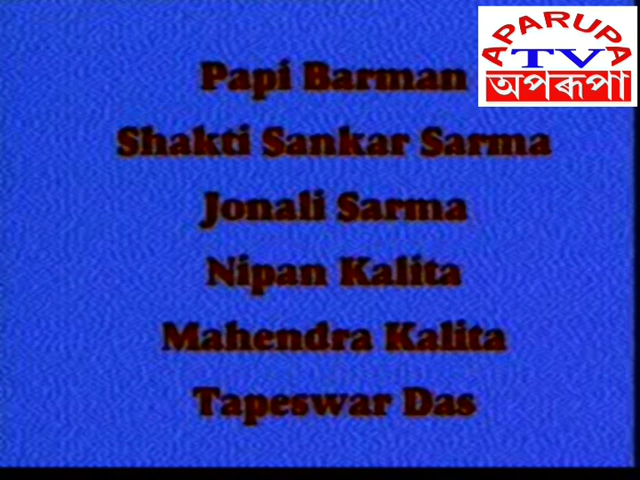 APARUPA
TV
অপৰূপা
Papi Barman
Shakti Sankar Sarma
Jonali Sarma
Nipan Kalita
Mahendra Kalita
Tapeswar Das